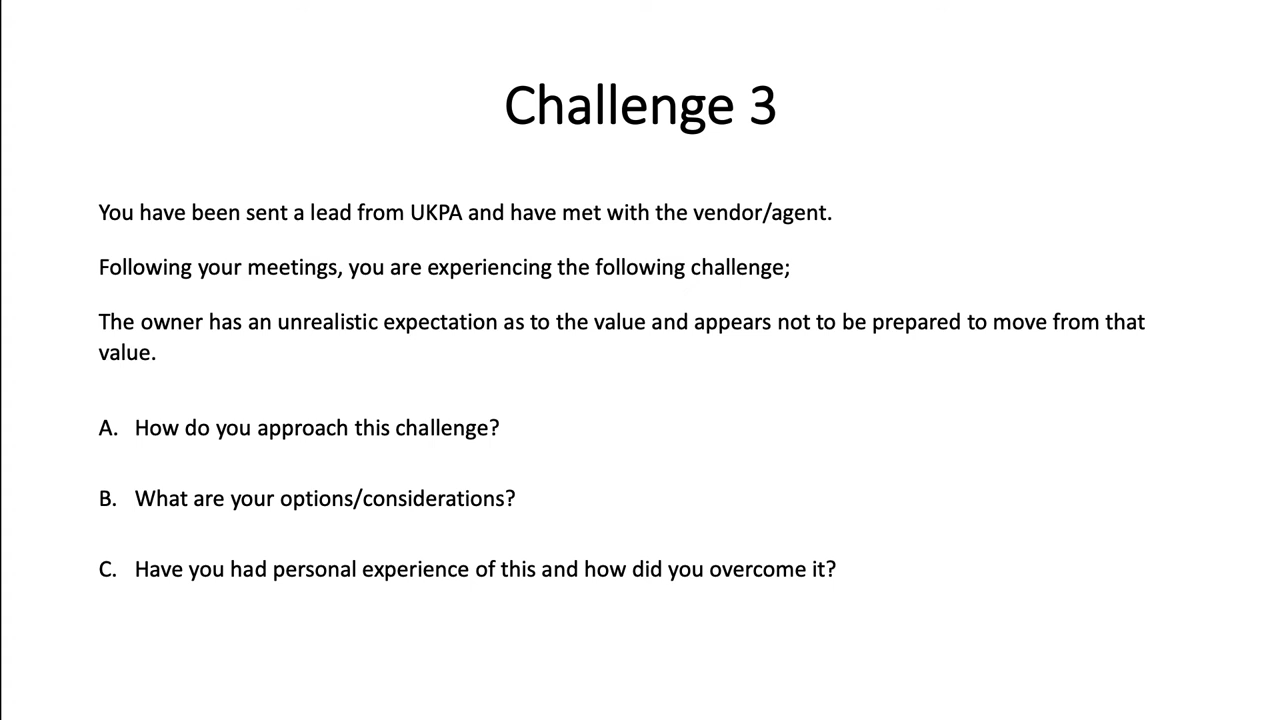 Challenge 3
You have been sent a lead from UKPA and have met with the vendor/agent.
Following your meetings, you are experiencing the following challenge;
The owner has an unrealistic expectation as to the value and appears not to be prepared to move from that
value.
A. How do you approach this challenge?
B. What are your options/considerations?
C. Have you had personal experience of this and how did you overcome it?